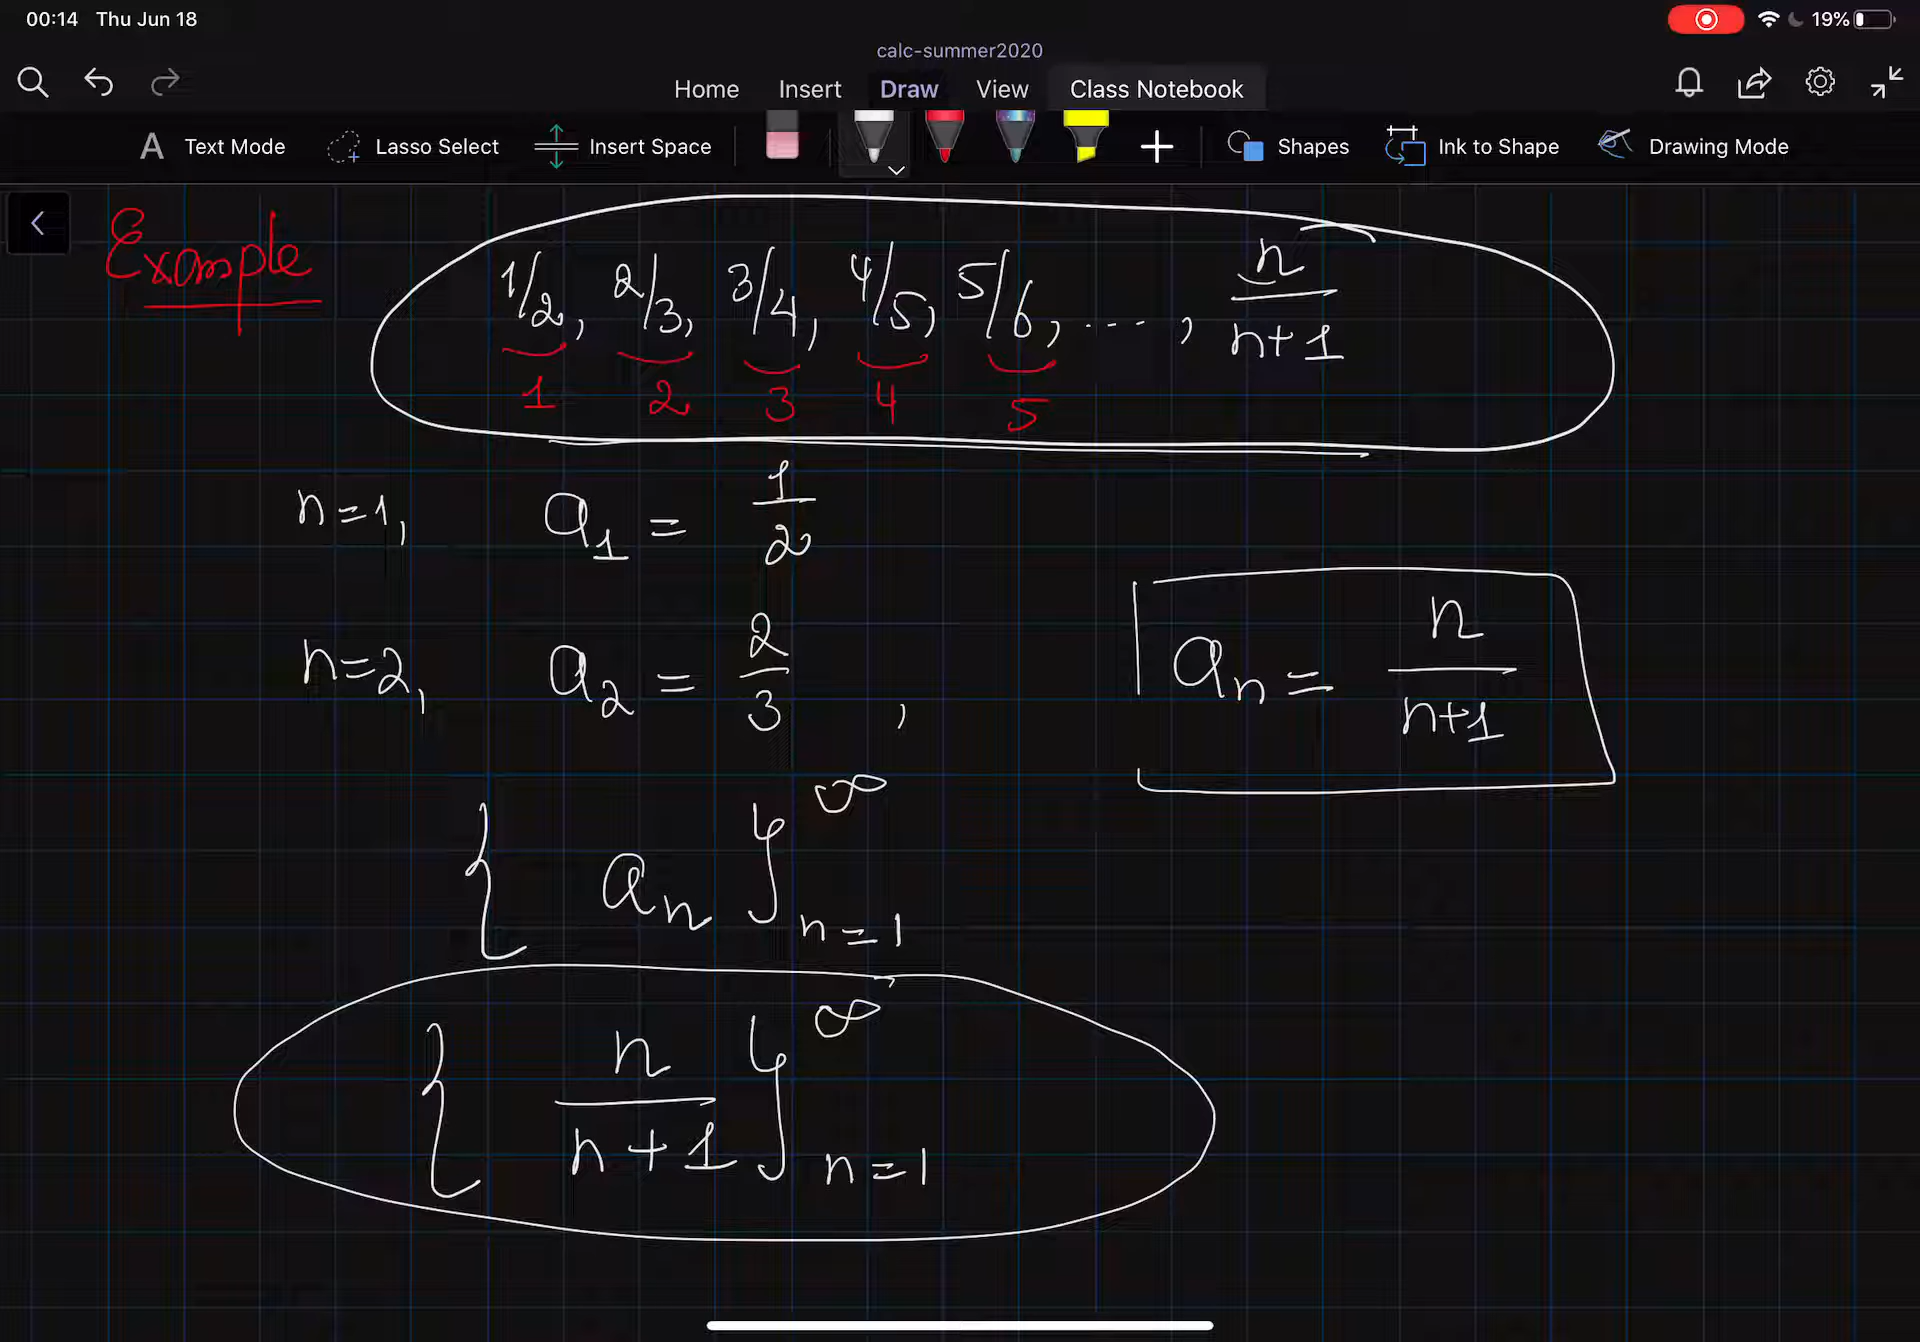 00:14 Thu Jun 18 19%
calc-summer2020
Home Insert Draw View Class Notebook
Text Mode Lasso Select Insert Space Shapes Ink to Shape Drawing Mode
Example
1/2, 2/3, 3/4, 4/5, 5/6, ..., n/(n+1)
1 2 3 4 5
n=1, a₁ = 1/2
n=2, a₂ = 2/3 ,
aₙ = n/(n+1)
{ aₙ }^∞_{n=1}
{ n/(n+1) }^∞_{n=1}